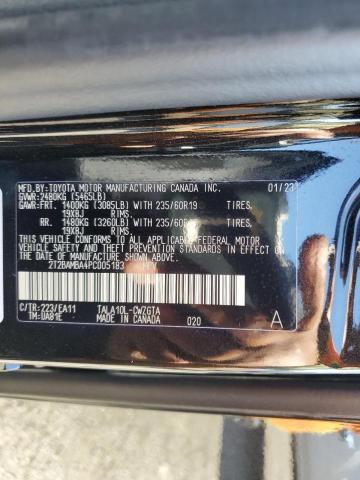 MFD.BY:TOYOTA MOTOR MANUFACTURING CANADA INC. 01/23
GVWR:2480KG (5465LB)
GAWR:FRT. 1400KG (3085LB) WITH 235/60R19 TIRES,
19X8J RIMS,
RR. 1480KG (3260LB) WITH 235/60R TIRES,
19X8J RIMS,
THIS VEHICLE CONFORMS TO ALL APPLICABLE FEDERAL MOTOR
VEHICLE SAFETY AND THEFT PREVENTION STANDARDS IN EFFECT
ON THE DATE OF MANUFACTURE SHOWN ABOVE.
2T2BAMBA4PC005183 MPV
C/TR:223/EA11 TALA10L-CWZGTA
TM:UA81E MADE IN CANADA 020 A